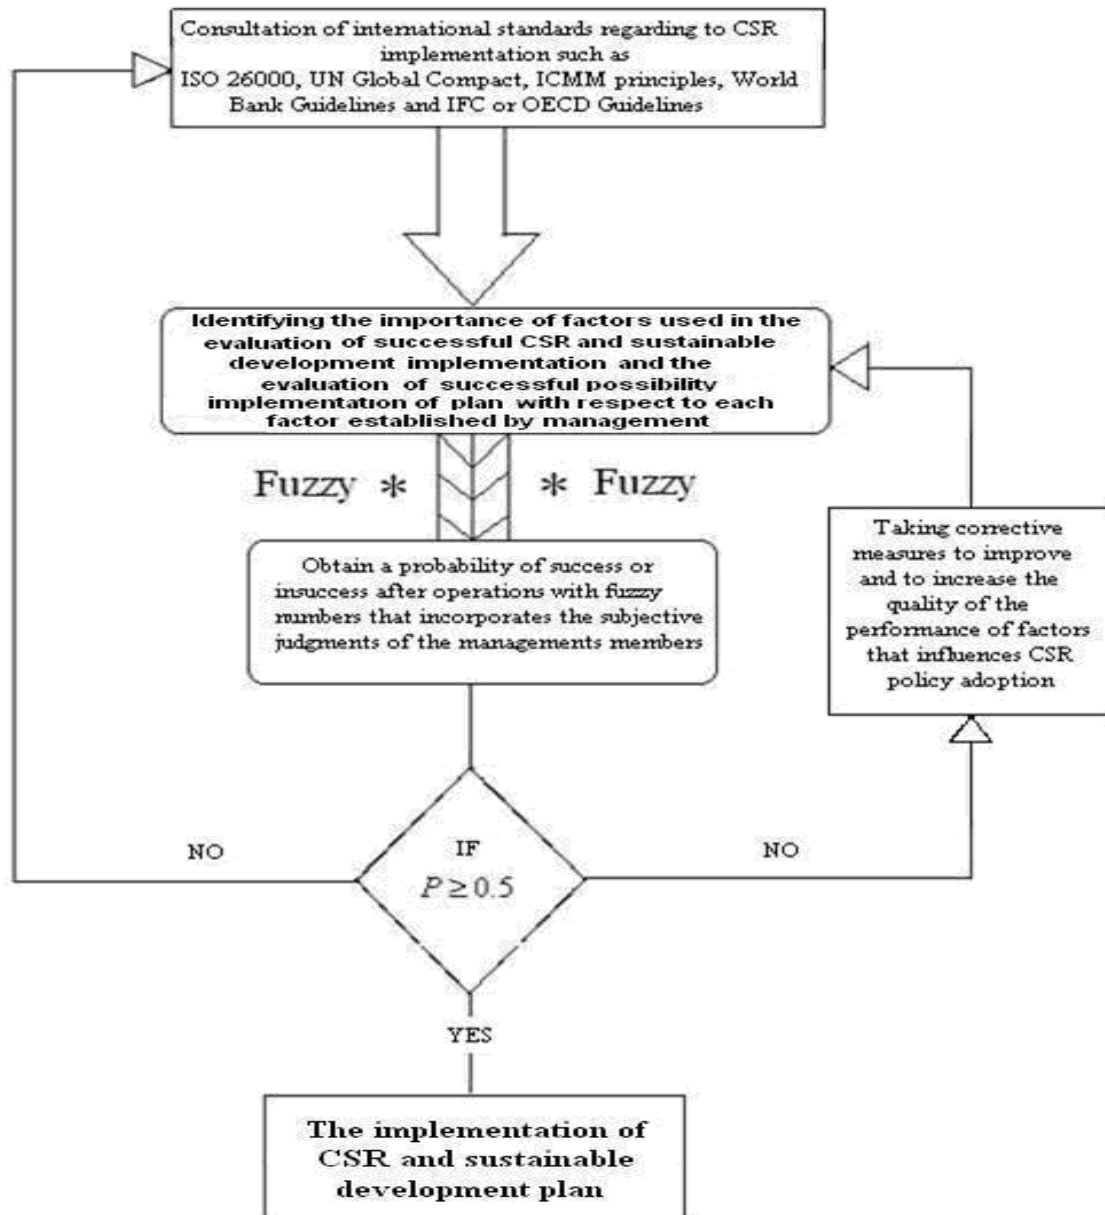 Consultation of international standards regarding to CSR
implementation such as
ISO 26000, UN Global Compact, ICMM principles, World
Bank Guidelines and IFC or OECD Guidelines
Identifying the importance of factors used in the
evaluation of successful CSR and sustainable
development implementation and the
evaluation of successful possibility
implementation of plan with respect to each
factor established by management
Fuzzy * * Fuzzy
Obtain a probability of success or
insuccess after operations with fuzzy
numbers that incorporates the subjective
judgments of the managements members
Taking corrective
measures to improve
and to increase the
quality of the
performance of factors
that influences CSR
policy adoption
NO
IF
P ≥ 0.5
NO
YES
The implementation of
CSR and sustainable
development plan